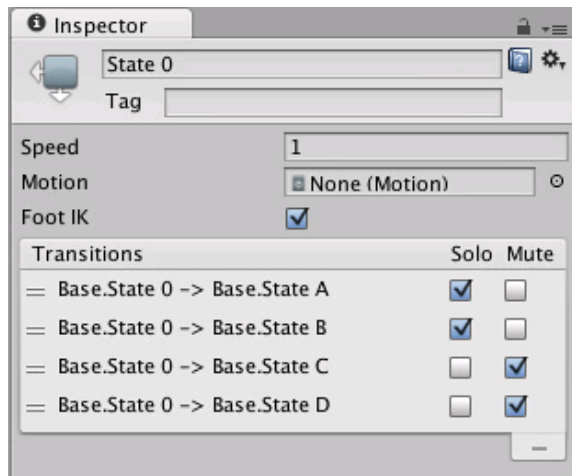 Inspector
State 0
Tag
Speed 1
Motion None (Motion)
Foot IK
Transitions Solo Mute
Base.State 0 -> Base.State A
Base.State 0 -> Base.State B
Base.State 0 -> Base.State C
Base.State 0 -> Base.State D